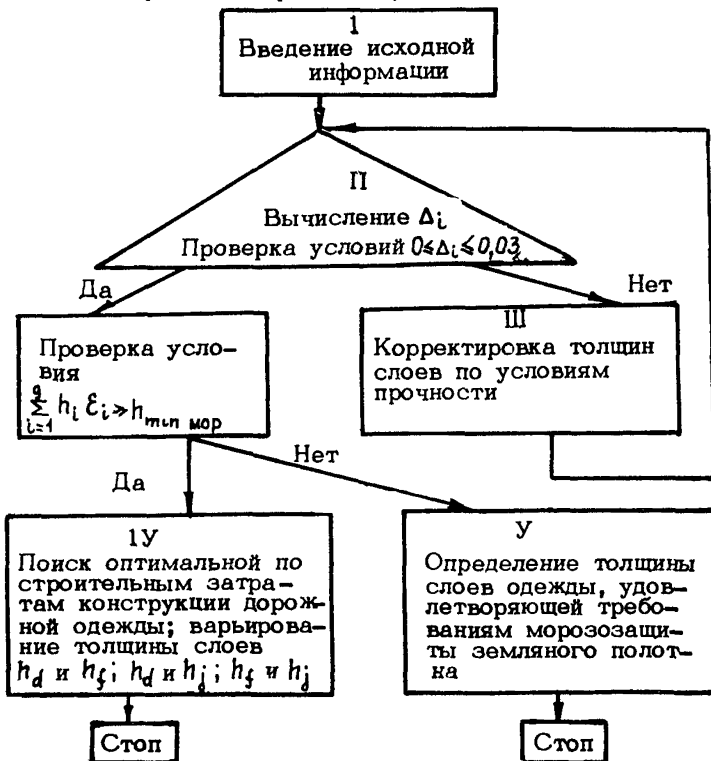 1
Введение исходной
информации
П
Вычисление Δi
Проверка условий 0≤Δi≤0,03
Да
Нет
Проверка усло-
вия
∑ i=1 g hi Ɛi ≥ hmin мор
Ш
Корректировка толщин
слоев по условиям
прочности
Да
Нет
1У
Поиск оптимальной по
строительным затра-
там конструкции дорож-
ной одежды; варьирова-
ние толщины слоев
hd и hf; hd и hj; hf и hj
У
Определение толщины
слоев одежды, удов-
летворяющей требо-
ваниям морозозащи-
ты земляного полот-
ка
Стоп
Стоп